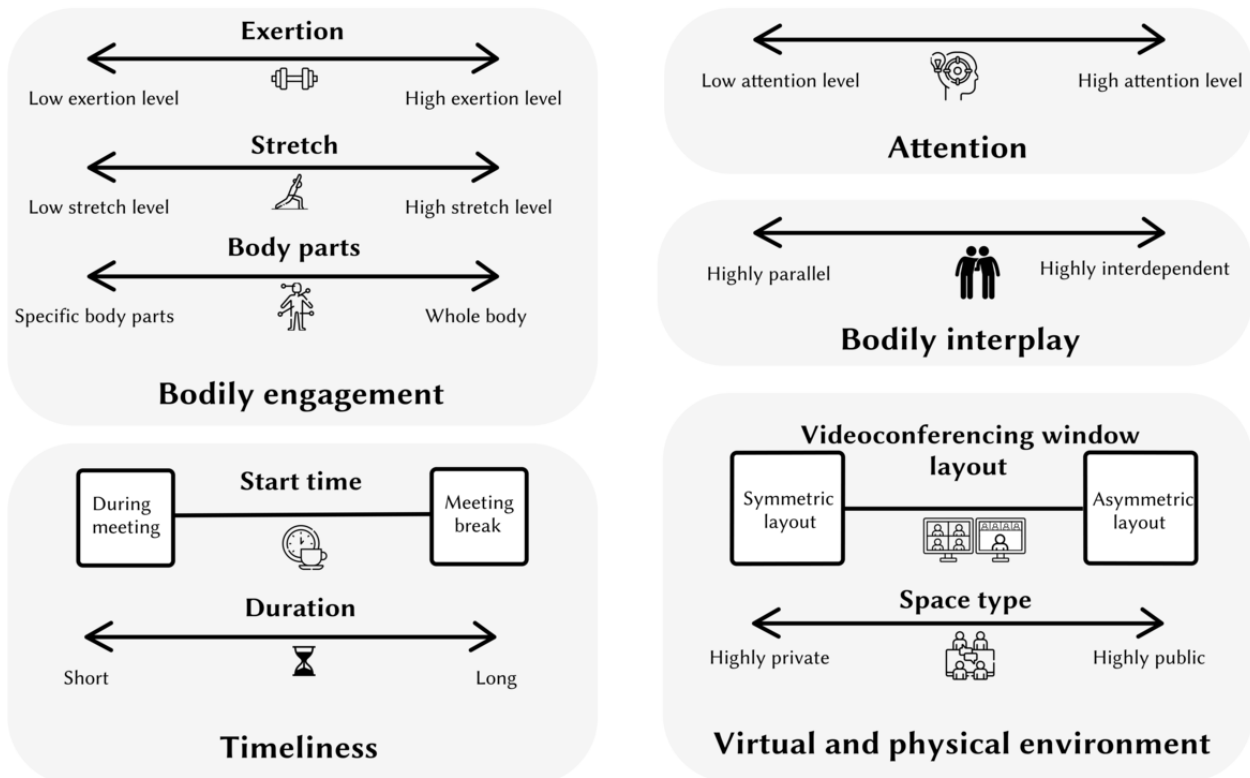 Exertion
Low exertion level
High exertion level
Stretch
Low stretch level
High stretch level
Body parts
Specific body parts
Whole body
Bodily engagement
Start time
During
meeting
Meeting
break
Duration
Short
Long
Timeliness
Low attention level
High attention level
Attention
Highly parallel
Highly interdependent
Bodily interplay
Videoconferencing window
layout
Symmetric
layout
Asymmetric
layout
Space type
Highly private
Highly public
Virtual and physical environment